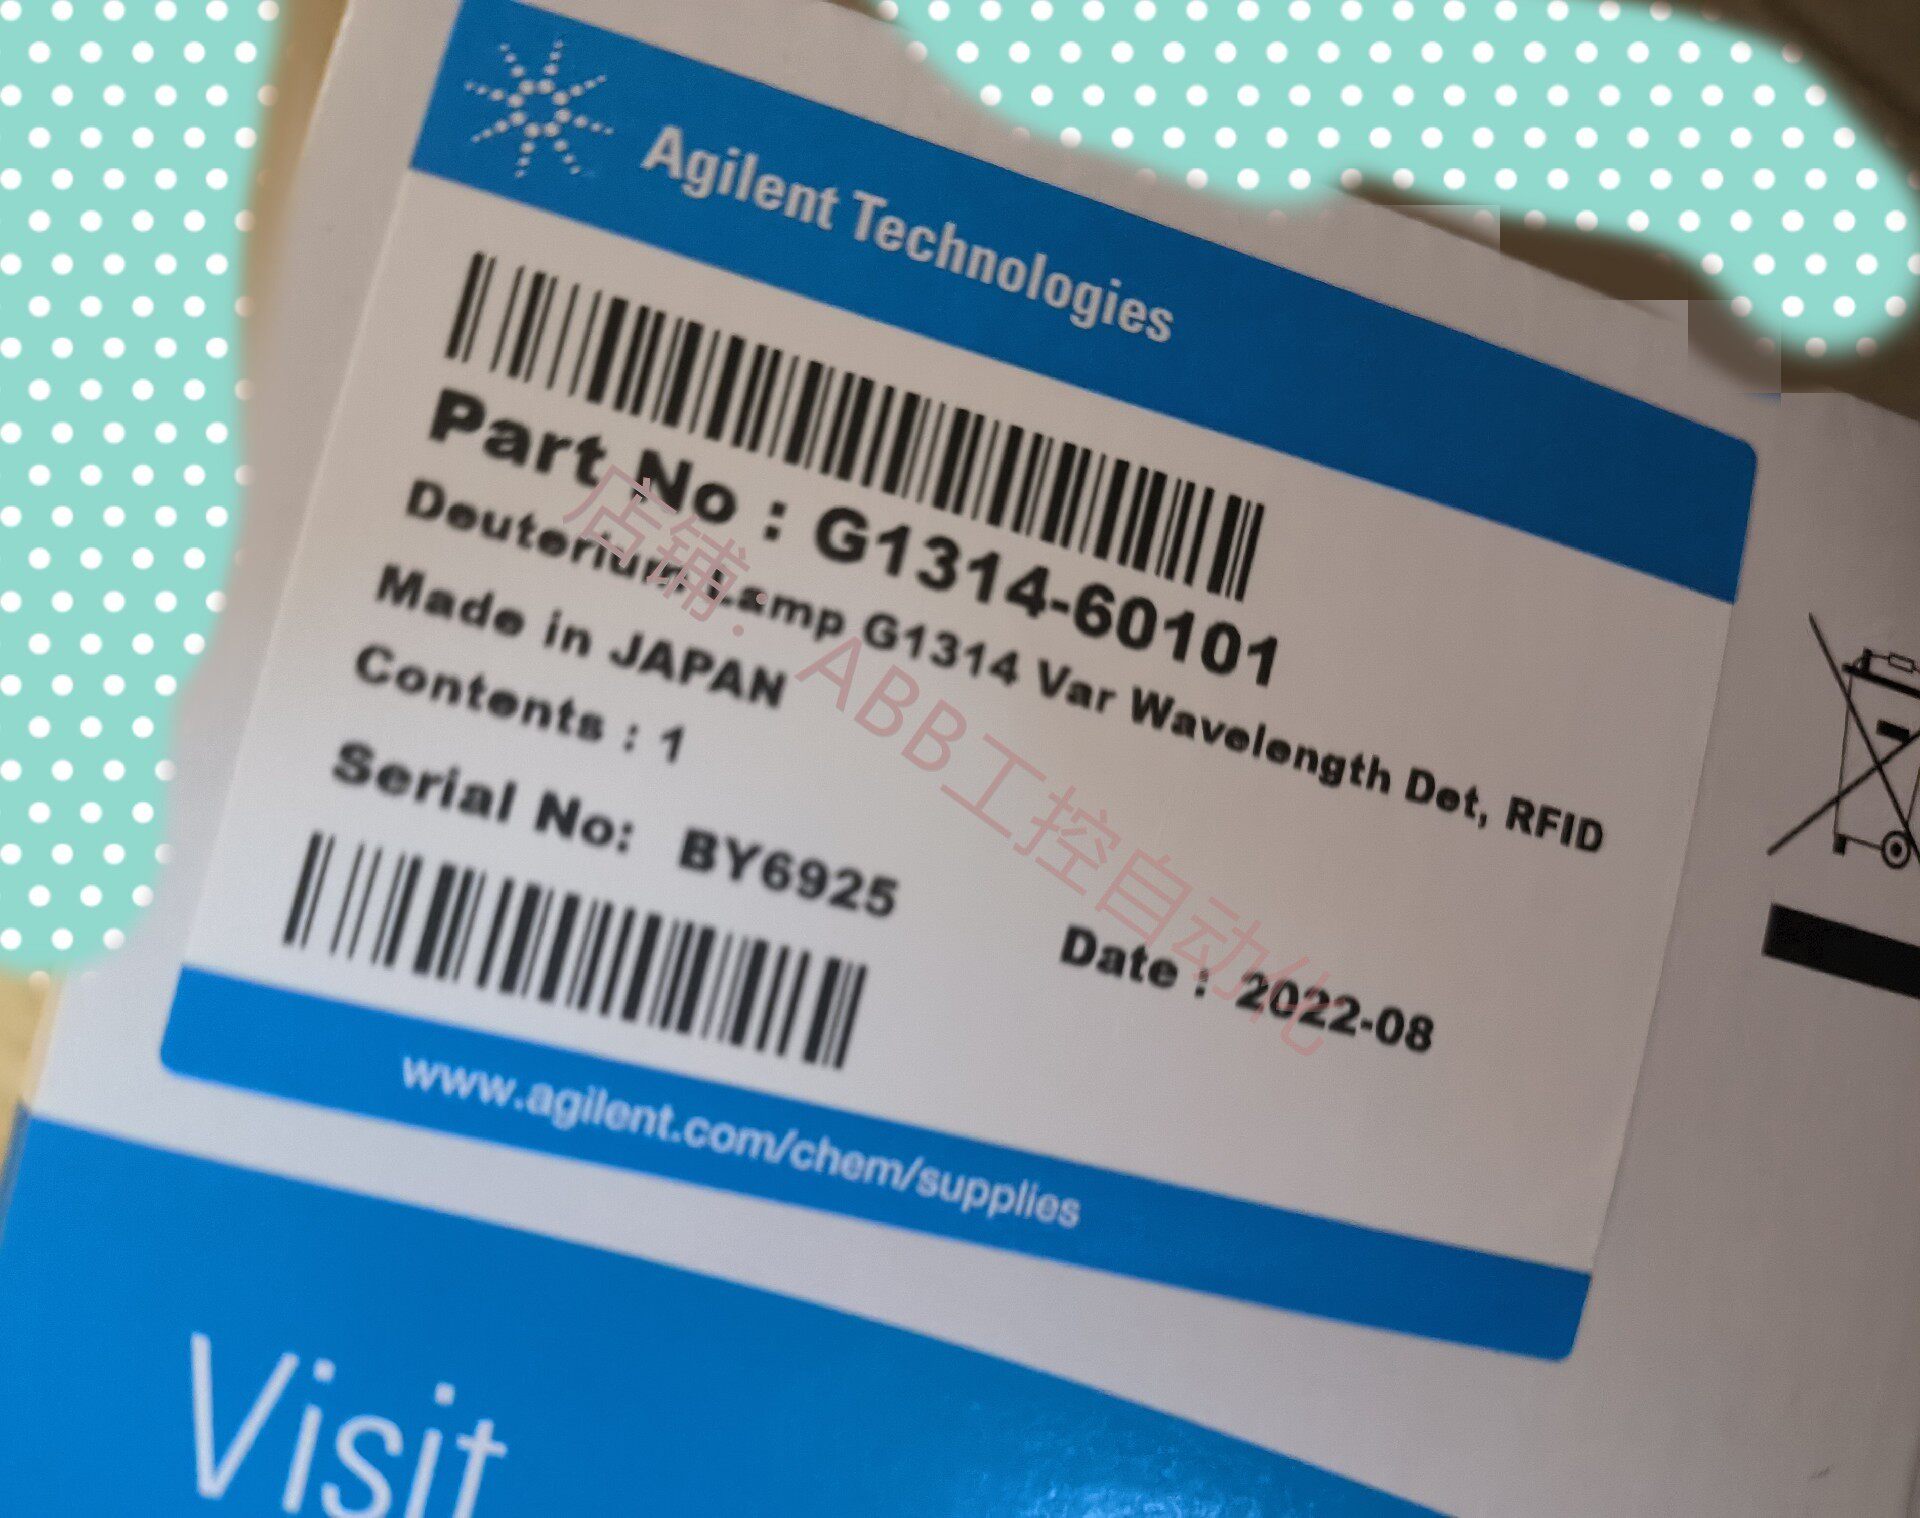 Agilent Technologies
Part No : G1314-60101
Deuterium Lamp G1314 Var Wavelength Det, RFID
Made in JAPAN
Contents : 1
Serial No: BY6925
Date : 2022-08
www.agilent.com/chem/supplies
Visit
店铺：ABB工控自动化